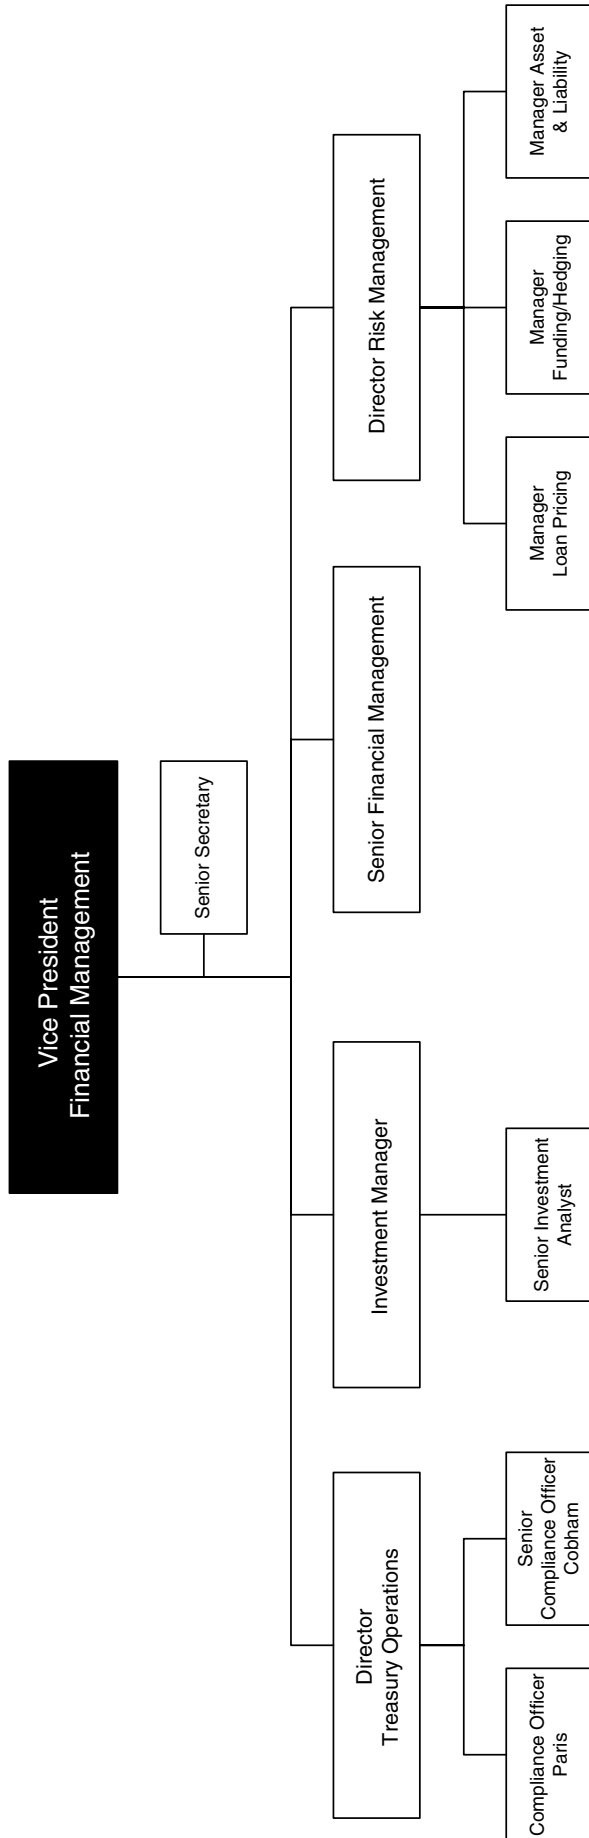 Vice President
Financial Management
Senior Secretary
Director
Treasury Operations
Investment Manager
Senior Financial Management
Director Risk Management
Compliance Officer
Paris
Senior
Compliance Officer
Cobham
Senior Investment
Analyst
Manager
Loan Pricing
Manager
Funding/Hedging
Manager Asset
& Liability